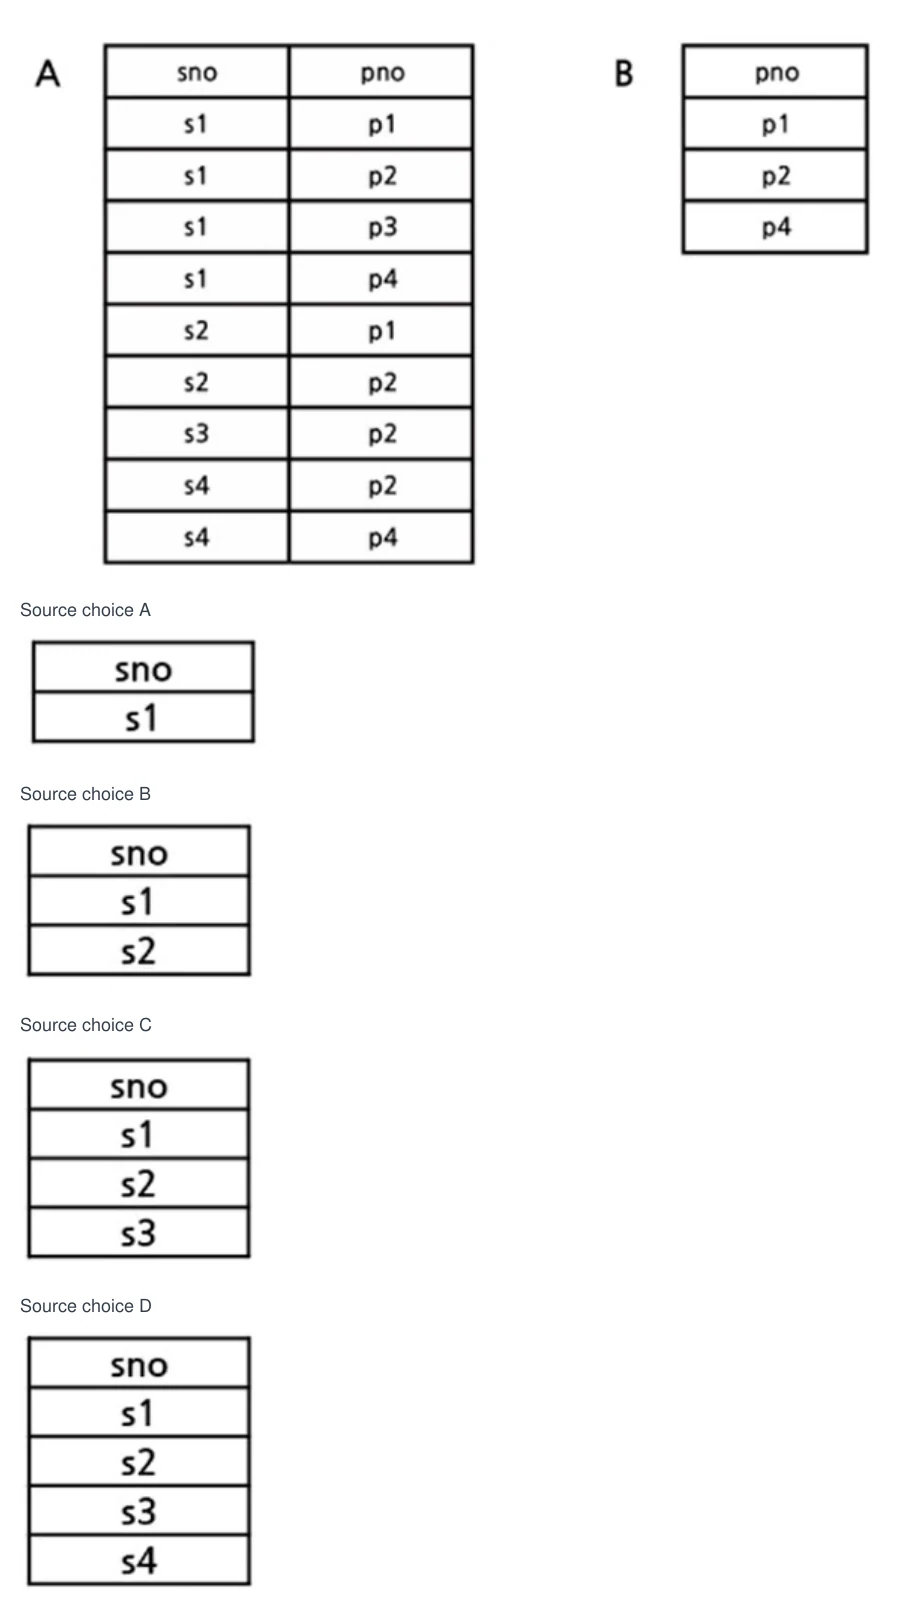 A sno pno B pno
s1 p1 p1
s1 p2 p2
s1 p3 p4
s1 p4
s2 p1
s2 p2
s3 p2
s4 p2
s4 p4
Source choice A
sno
s1
Source choice B
sno
s1
s2
Source choice C
sno
s1
s2
s3
Source choice D
sno
s1
s2
s3
s4